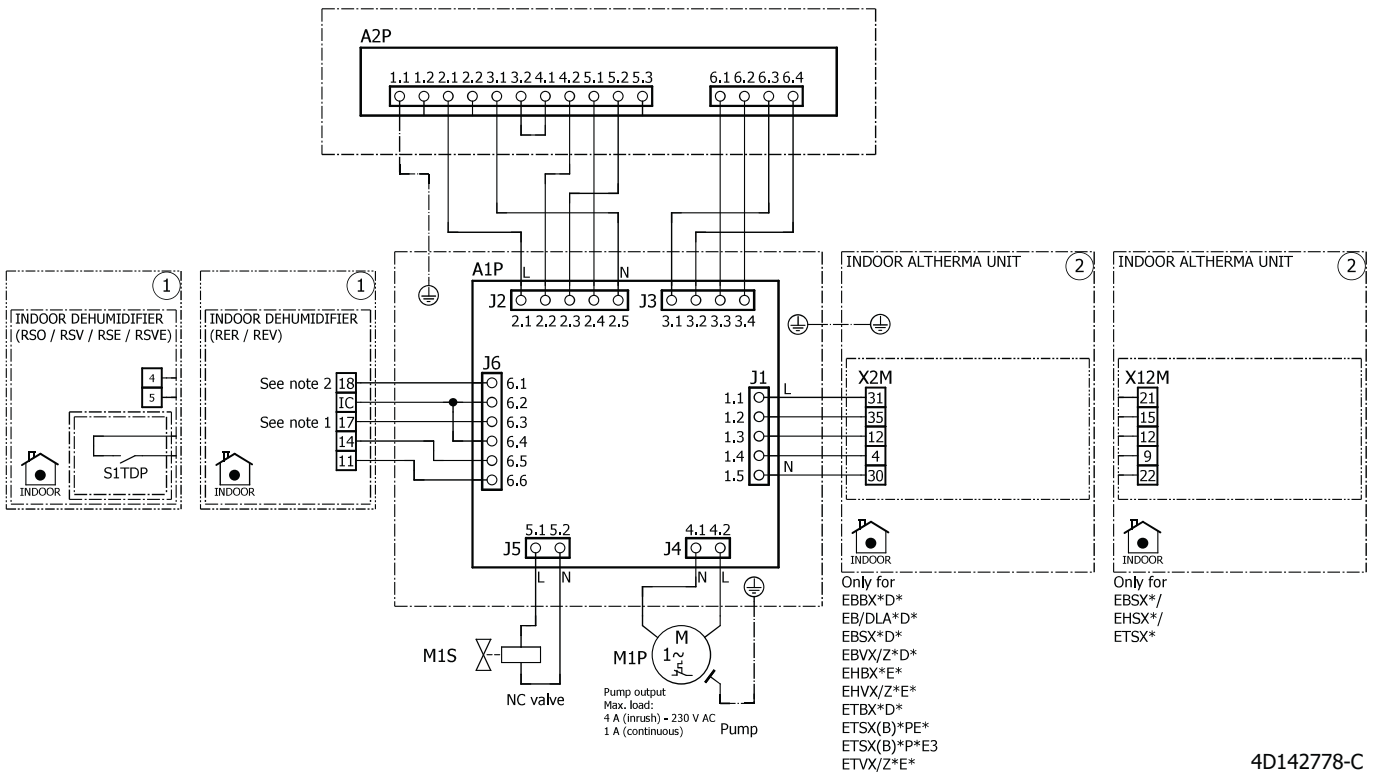 A2P
1.1 1.2 2.1 2.2 3.1 3.2 4.1 4.2 5.1 5.2 5.3
6.1 6.2 6.3 6.4
1
INDOOR DEHUMIDIFIER
(RSO / RSV / RSE / RSVE)
4
5
S1TDP
INDOOR
1
INDOOR DEHUMIDIFIER
(RER / REV)
See note 2
18
IC
See note 1
17
14
11
INDOOR
A1P
L
N
J2
2.1 2.2 2.3 2.4 2.5
J3
3.1 3.2 3.3 3.4
J6
6.1
6.2
6.3
6.4
6.5
6.6
J1
1.1
1.2
1.3
1.4
1.5
L
N
5.1 5.2
J5
L
N
4.1 4.2
J4
N
L
M1S
NC valve
M1P
M
1~
Pump output
Max. load:
4 A (inrush) - 230 V AC
1 A (continuous)
Pump
INDOOR ALTHERMA UNIT
2
X2M
31
35
12
4
30
INDOOR
Only for
EBBX*D*
EB/DLA*D*
EBSX*D*
EBVX/Z*D*
EHBX*E*
EHVX/Z*E*
ETBX*D*
ETSX(B)*PE*
ETSX(B)*P*E3
ETVX/Z*E*
INDOOR ALTHERMA UNIT
2
X12M
21
15
12
9
22
INDOOR
Only for
EBSX*/
EHSX*/
ETSX*
4D142778-C